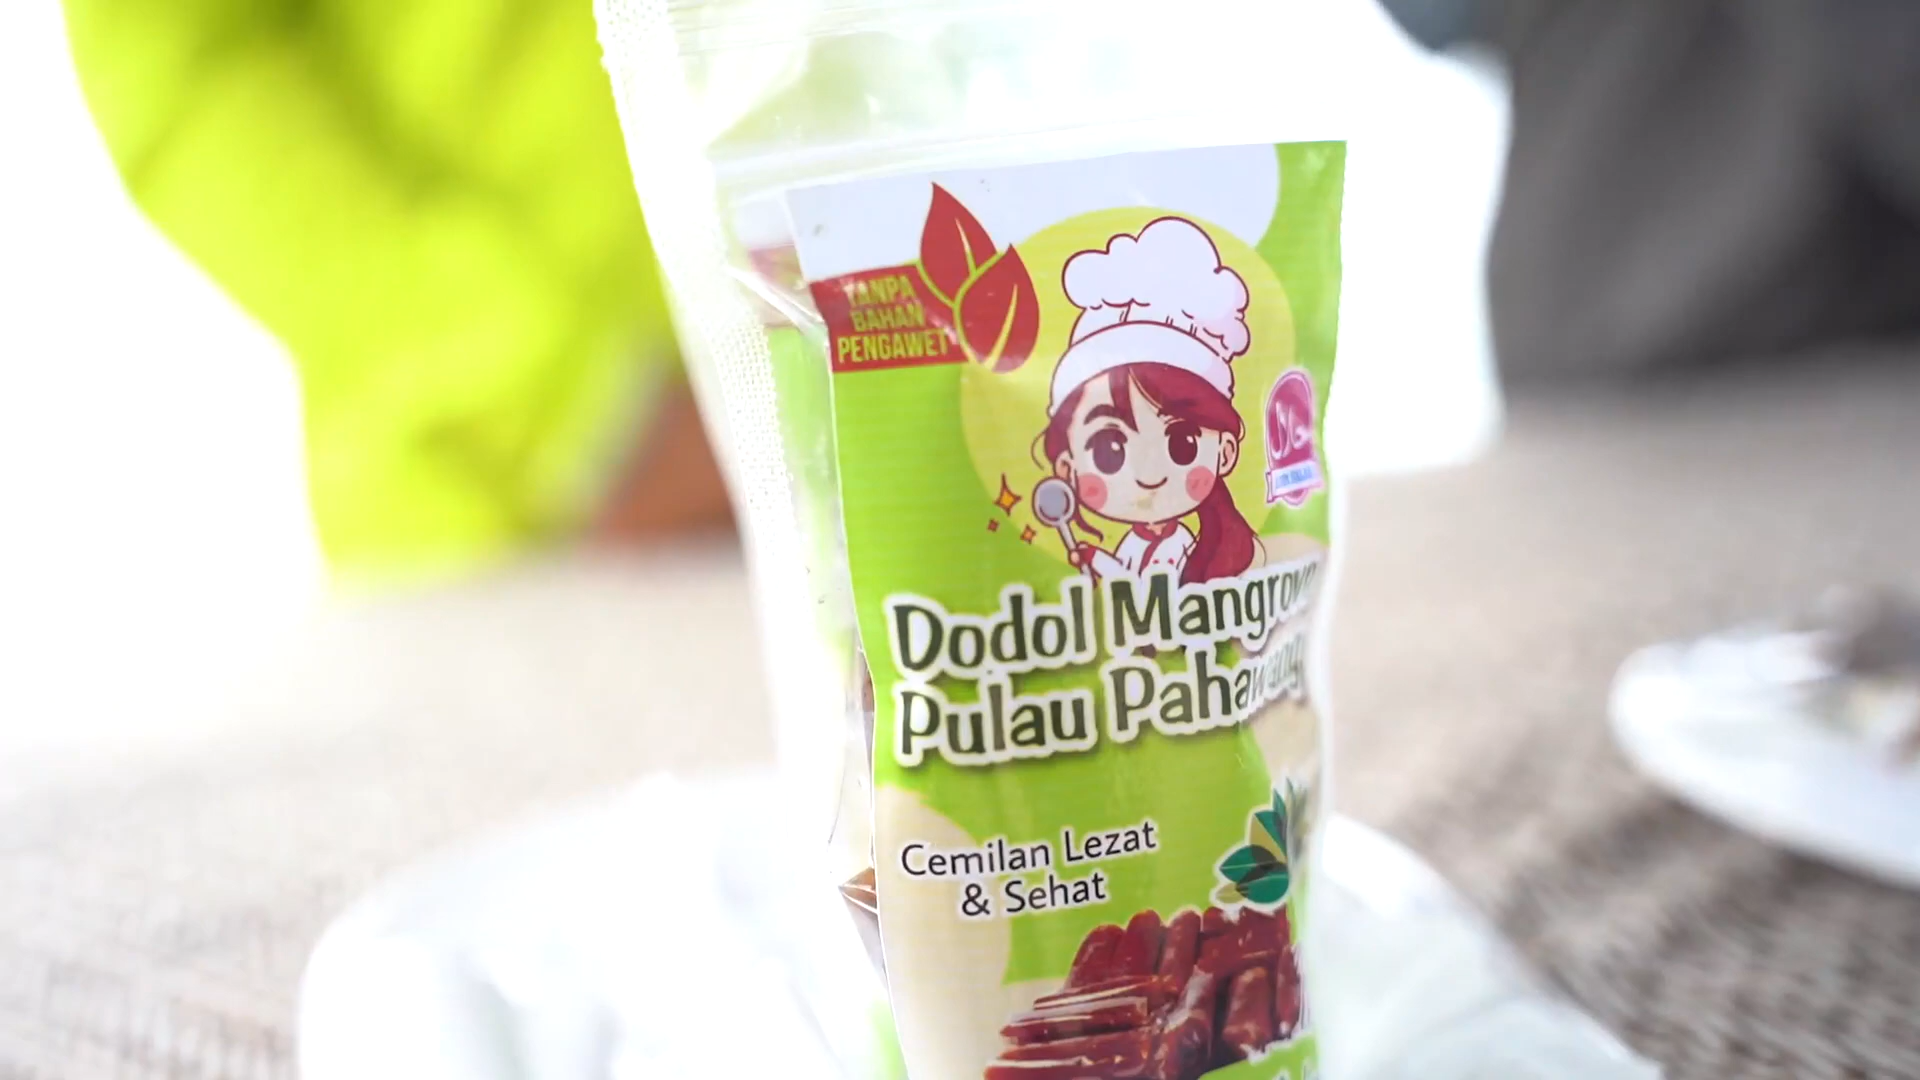 TANPA
BAHAN
PENGAWET
Dodol Mangrove
Pulau Pahawang
Cemilan Lezat
& Sehat